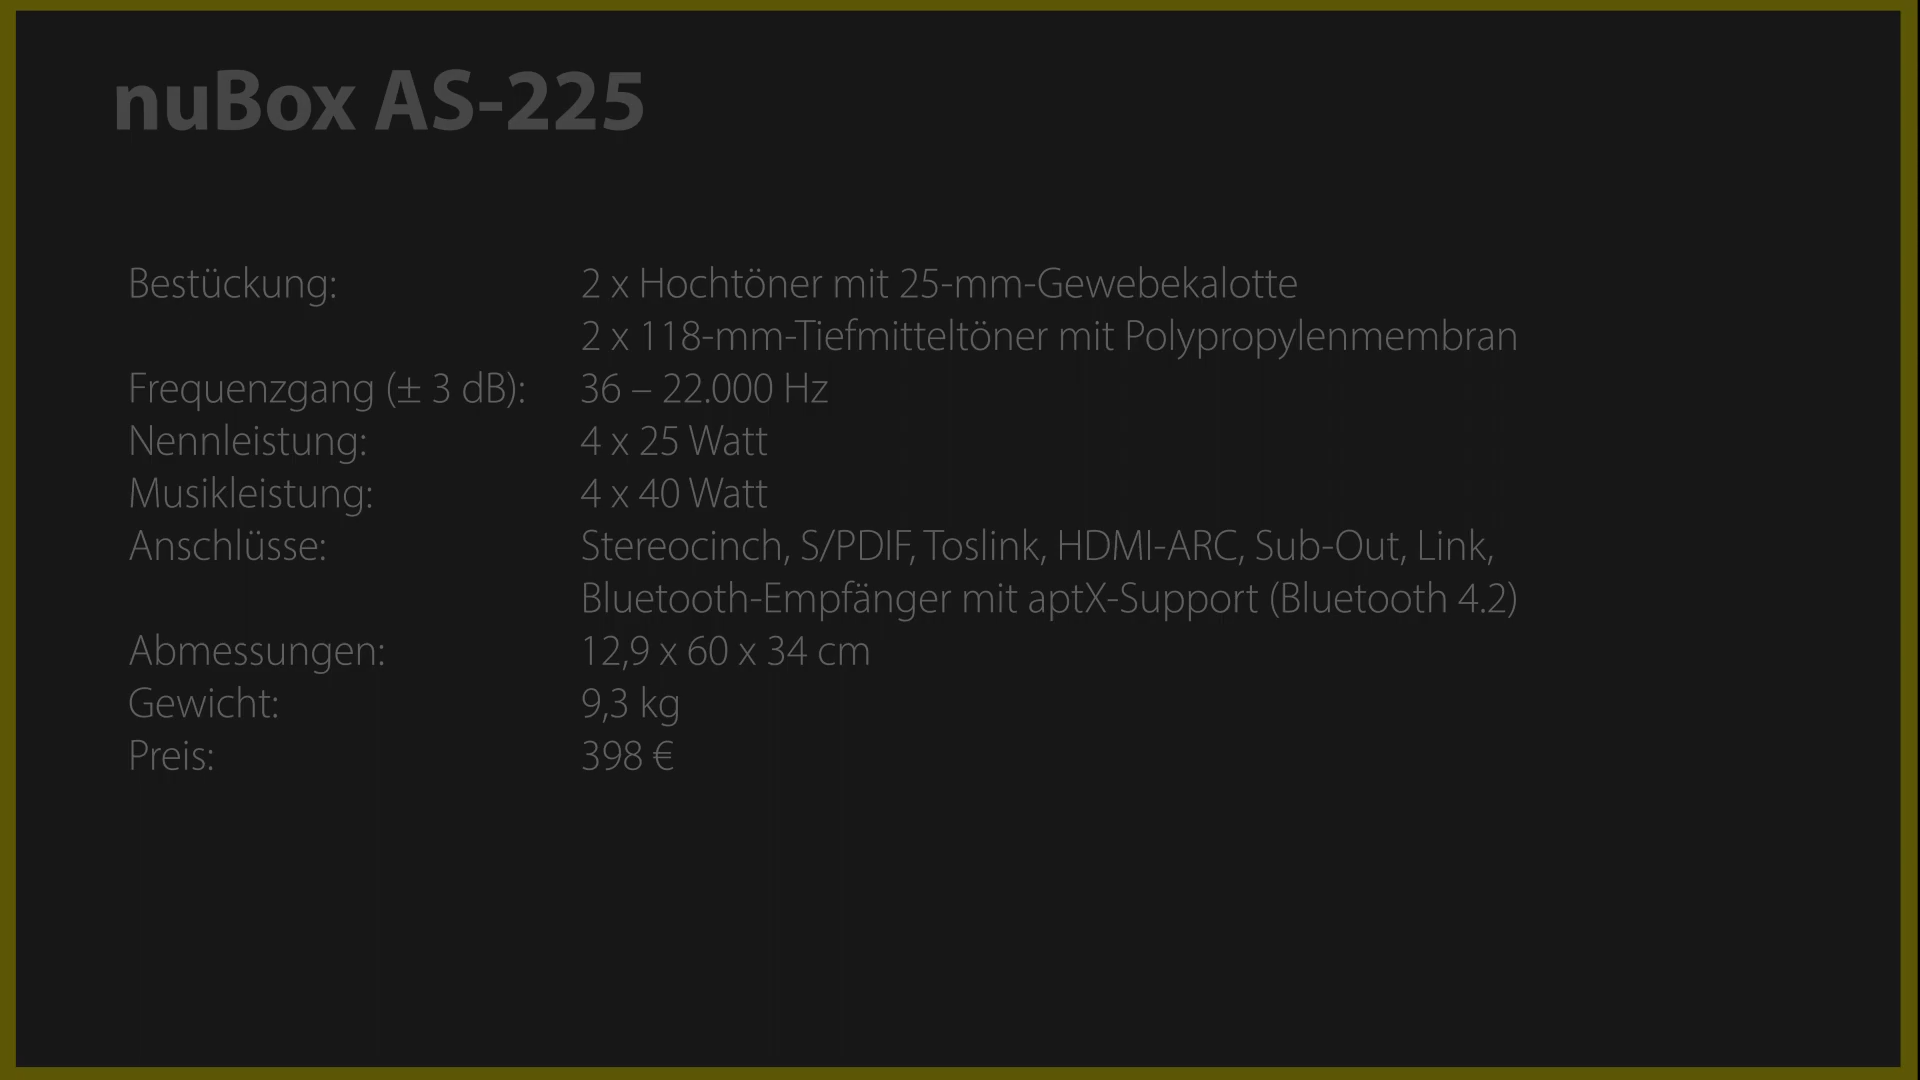 nuBox AS-225
Bestückung: 2 x Hochtöner mit 25-mm-Gewebekalotte
2 x 118-mm-Tiefmitteltöner mit Polypropylenmembran
Frequenzgang (± 3 dB): 36 – 22.000 Hz
Nennleistung: 4 x 25 Watt
Musikleistung: 4 x 40 Watt
Anschlüsse: Stereocinch, S/PDIF, Toslink, HDMI-ARC, Sub-Out, Link,
Bluetooth-Empfänger mit aptX-Support (Bluetooth 4.2)
Abmessungen: 12,9 x 60 x 34 cm
Gewicht: 9,3 kg
Preis: 398 €